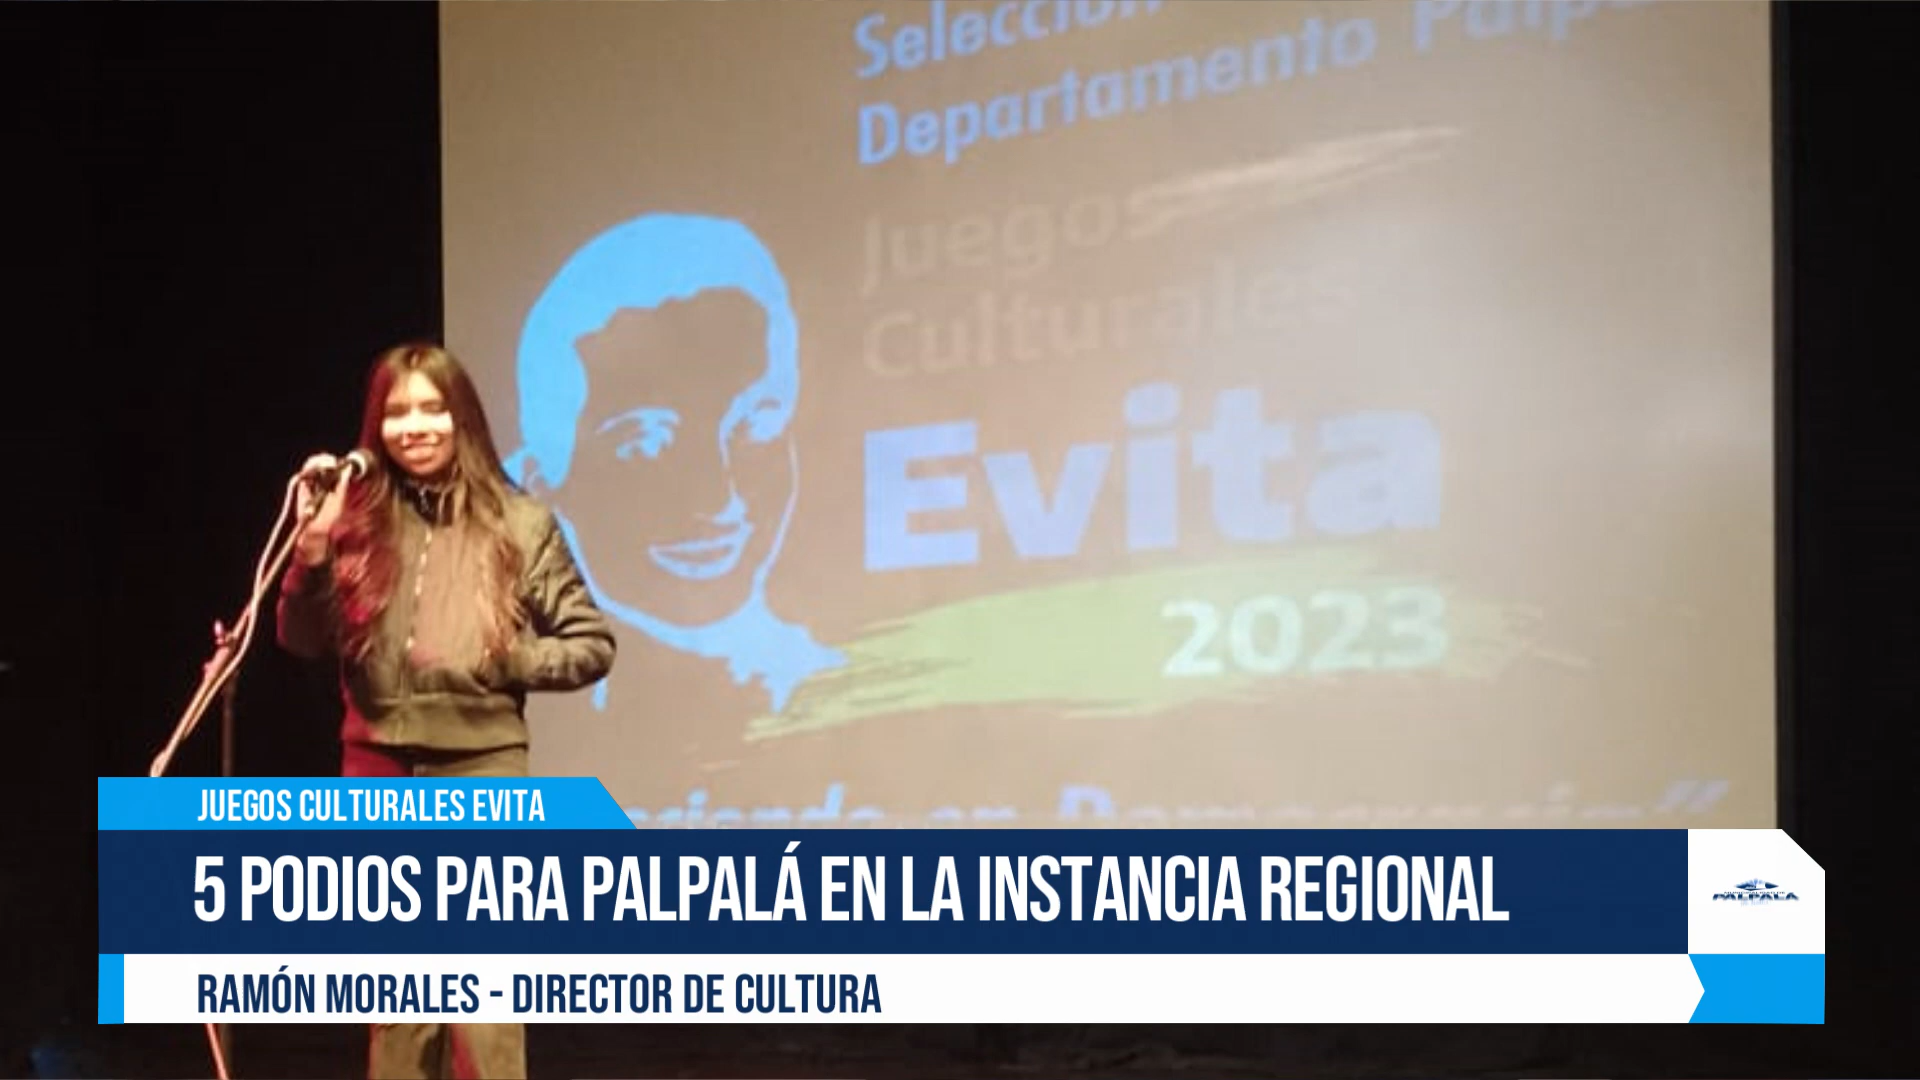 Departamento
Juegos
Culturales
Evita
2023
JUEGOS CULTURALES EVITA
5 PODIOS PARA PALPALÁ EN LA INSTANCIA REGIONAL
PALPALA
RAMÓN MORALES - DIRECTOR DE CULTURA